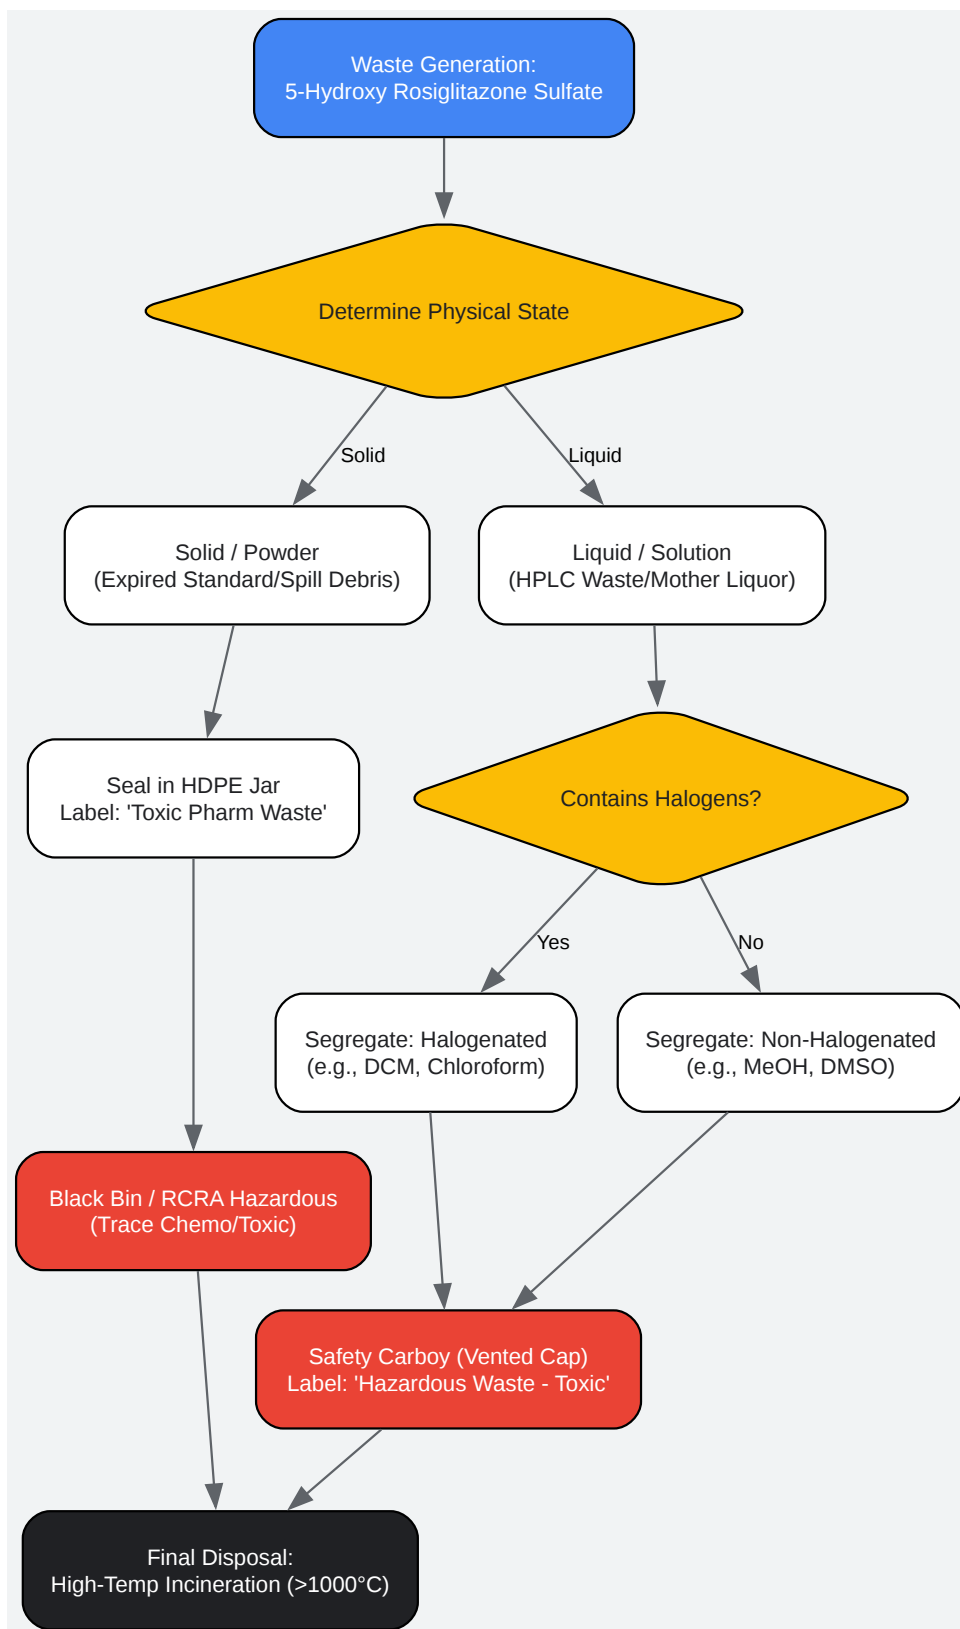 Waste Generation:
5-Hydroxy Rosiglitazone Sulfate
Determine Physical State
Solid
Liquid
Solid / Powder
(Expired Standard/Spill Debris)
Liquid / Solution
(HPLC Waste/Mother Liquor)
Seal in HDPE Jar
Label: 'Toxic Pharm Waste'
Contains Halogens?
Yes
No
Segregate: Halogenated
(e.g., DCM, Chloroform)
Segregate: Non-Halogenated
(e.g., MeOH, DMSO)
Black Bin / RCRA Hazardous
(Trace Chemo/Toxic)
Safety Carboy (Vented Cap)
Label: 'Hazardous Waste - Toxic'
Final Disposal:
High-Temp Incineration (>1000°C)